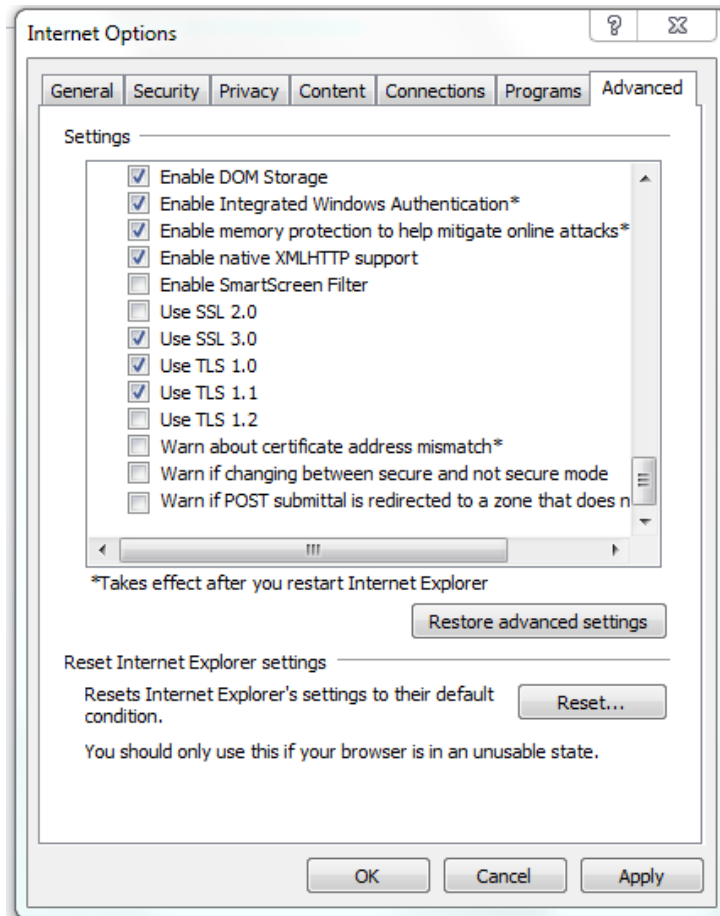 Internet Options
General Security Privacy Content Connections Programs Advanced
Settings
Enable DOM Storage
Enable Integrated Windows Authentication*
Enable memory protection to help mitigate online attacks*
Enable native XMLHTTP support
Enable SmartScreen Filter
Use SSL 2.0
Use SSL 3.0
Use TLS 1.0
Use TLS 1.1
Use TLS 1.2
Warn about certificate address mismatch*
Warn if changing between secure and not secure mode
Warn if POST submittal is redirected to a zone that does n
*Takes effect after you restart Internet Explorer
Restore advanced settings
Reset Internet Explorer settings
Resets Internet Explorer's settings to their default
condition.
Reset...
You should only use this if your browser is in an unusable state.
OK Cancel Apply